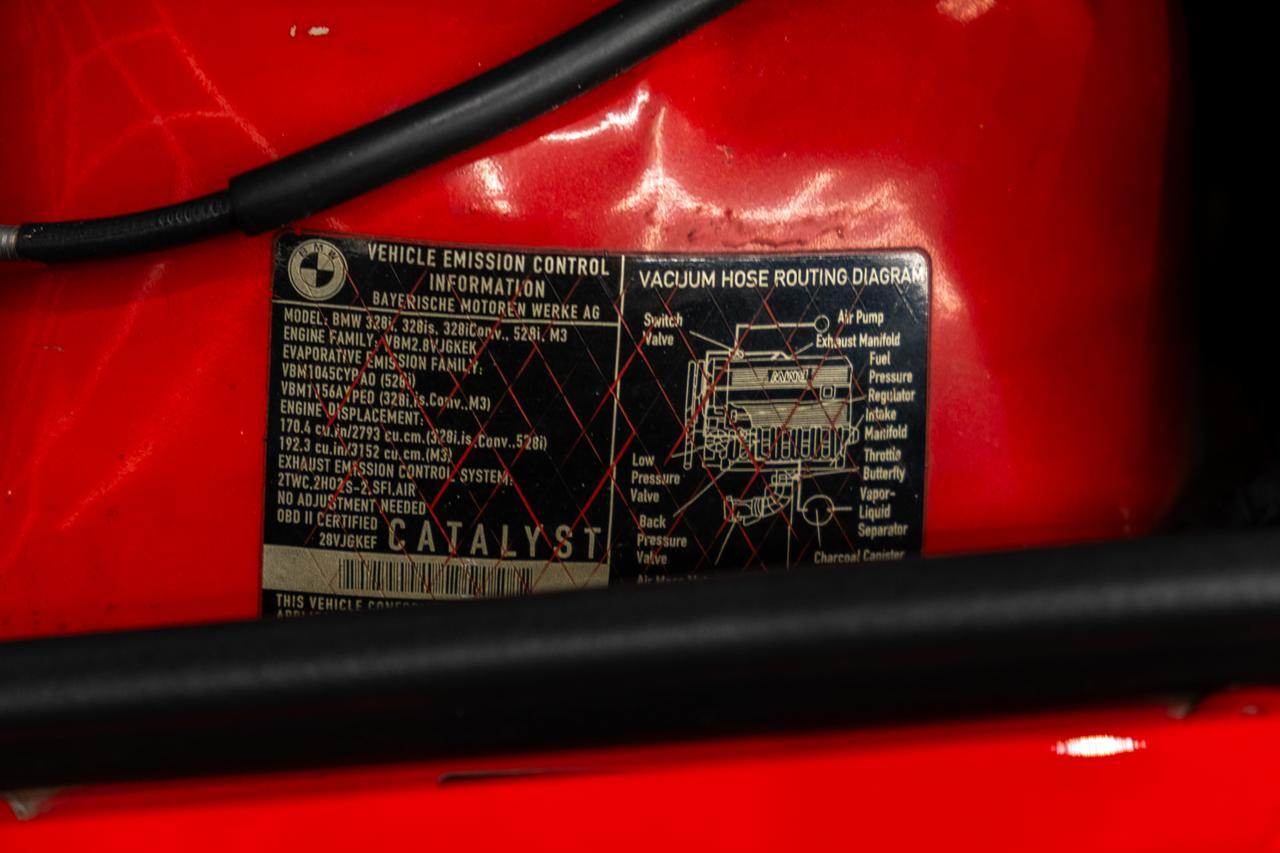 BMW
VEHICLE EMISSION CONTROL
INFORMATION
BAYERISCHE MOTOREN WERKE AG
MODEL: BMW 328i, 328is, 328iConv., 528i, M3
ENGINE FAMILY: VBM2.8VJGKEK
EVAPORATIVE EMISSION FAMILY:
VBM1045CYPAO (528i)
VBM1156AYPEO (328i,is,Conv.,M3)
ENGINE DISPLACEMENT:
170.4 cu.in/2793 cu.cm.(328i,is,Conv.,528i)
192.3 cu.in/3152 cu.cm.(M3)
EXHAUST EMISSION CONTROL SYSTEM:
2TWC,2HO2S-2,SFI,AIR
NO ADJUSTMENT NEEDED
OBD II CERTIFIED
28VJGKEF CATALYST
THIS VEHICLE
VACUUM HOSE ROUTING DIAGRAM
Switch
Valve
Air Pump
Exhaust Manifold
Fuel
Pressure
Regulator
Intake
Manifold
Throttle
Butterfly
Vapor-
Liquid
Separator
Charcoal Canister
Low
Pressure
Valve
Back
Pressure
Valve